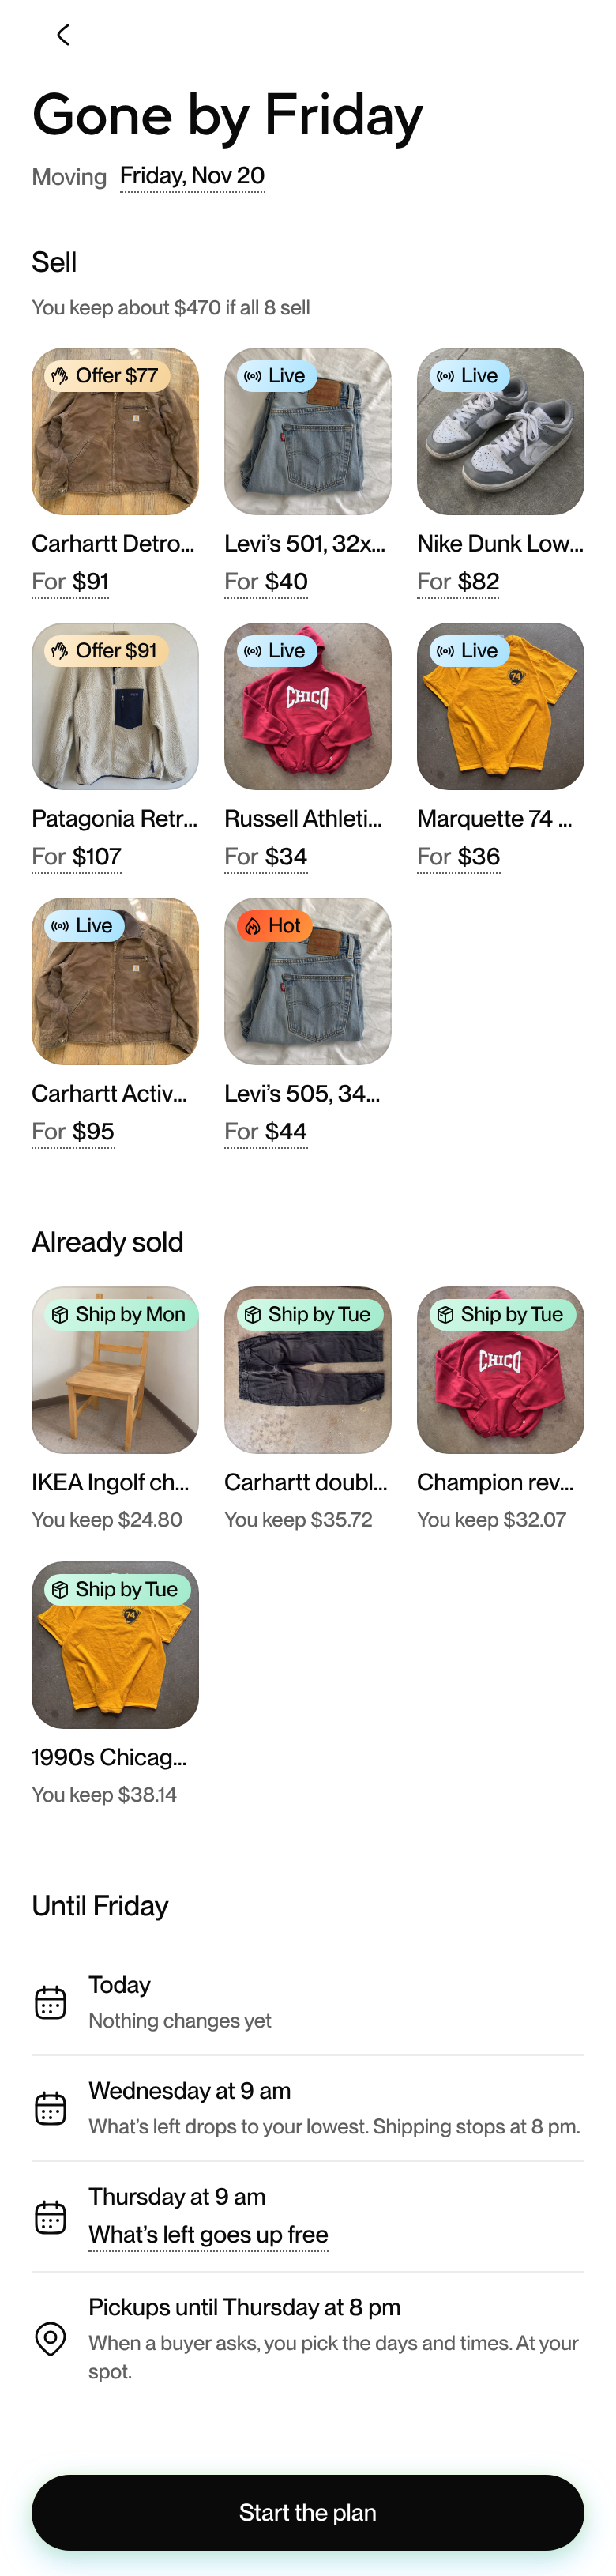 Gone by Friday
Moving Friday, Nov 20
Sell
You keep about $470 if all 8 sell
Offer $77
Live
Live
Carhartt Detro...
Levi’s 501, 32x...
Nike Dunk Low...
For $91
For $40
For $82
Offer $91
Live
CHICO
Live
74
Patagonia Retr...
Russell Athleti...
Marquette 74 ...
For $107
For $34
For $36
Live
Hot
Carhartt Activ...
Levi’s 505, 34...
For $95
For $44
Already sold
Ship by Mon
Ship by Tue
Ship by Tue
CHICO
IKEA Ingolf ch...
Carhartt doubl...
Champion rev...
You keep $24.80
You keep $35.72
You keep $32.07
Ship by Tue
74
1990s Chicag...
You keep $38.14
Until Friday
Today
Nothing changes yet
Wednesday at 9 am
What’s left drops to your lowest. Shipping stops at 8 pm.
Thursday at 9 am
What’s left goes up free
Pickups until Thursday at 8 pm
When a buyer asks, you pick the days and times. At your
spot.
Start the plan